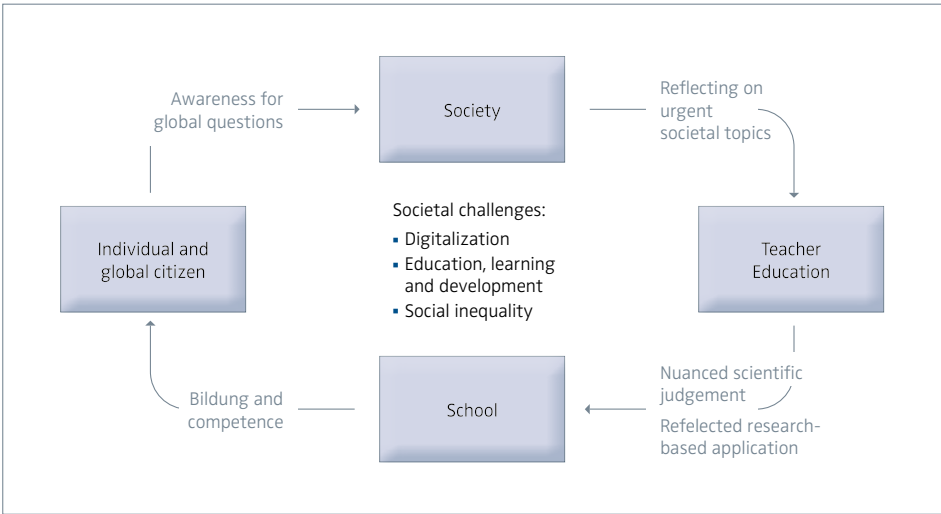 Awareness for
global questions
Society
Reflecting on
urgent
societal topics
Individual and
global citizen
Societal challenges:
▪ Digitalization
▪ Education, learning
and development
▪ Social inequality
Teacher
Education
Bildung and
competence
School
Nuanced scientific
judgement
Refelected research-
based application